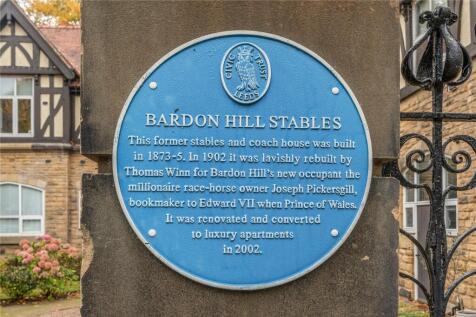 CIVIC TRUST
LEEDS
BARDON HILL STABLES
This former stables and coach house was built
in 1873-5. In 1902 it was lavishly rebuilt by
Thomas Winn for Bardon Hill's new occupant the
millionaire race-horse owner Joseph Pickersgill,
bookmaker to Edward VII when Prince of Wales.
It was renovated and converted
to luxury apartments
in 2002.